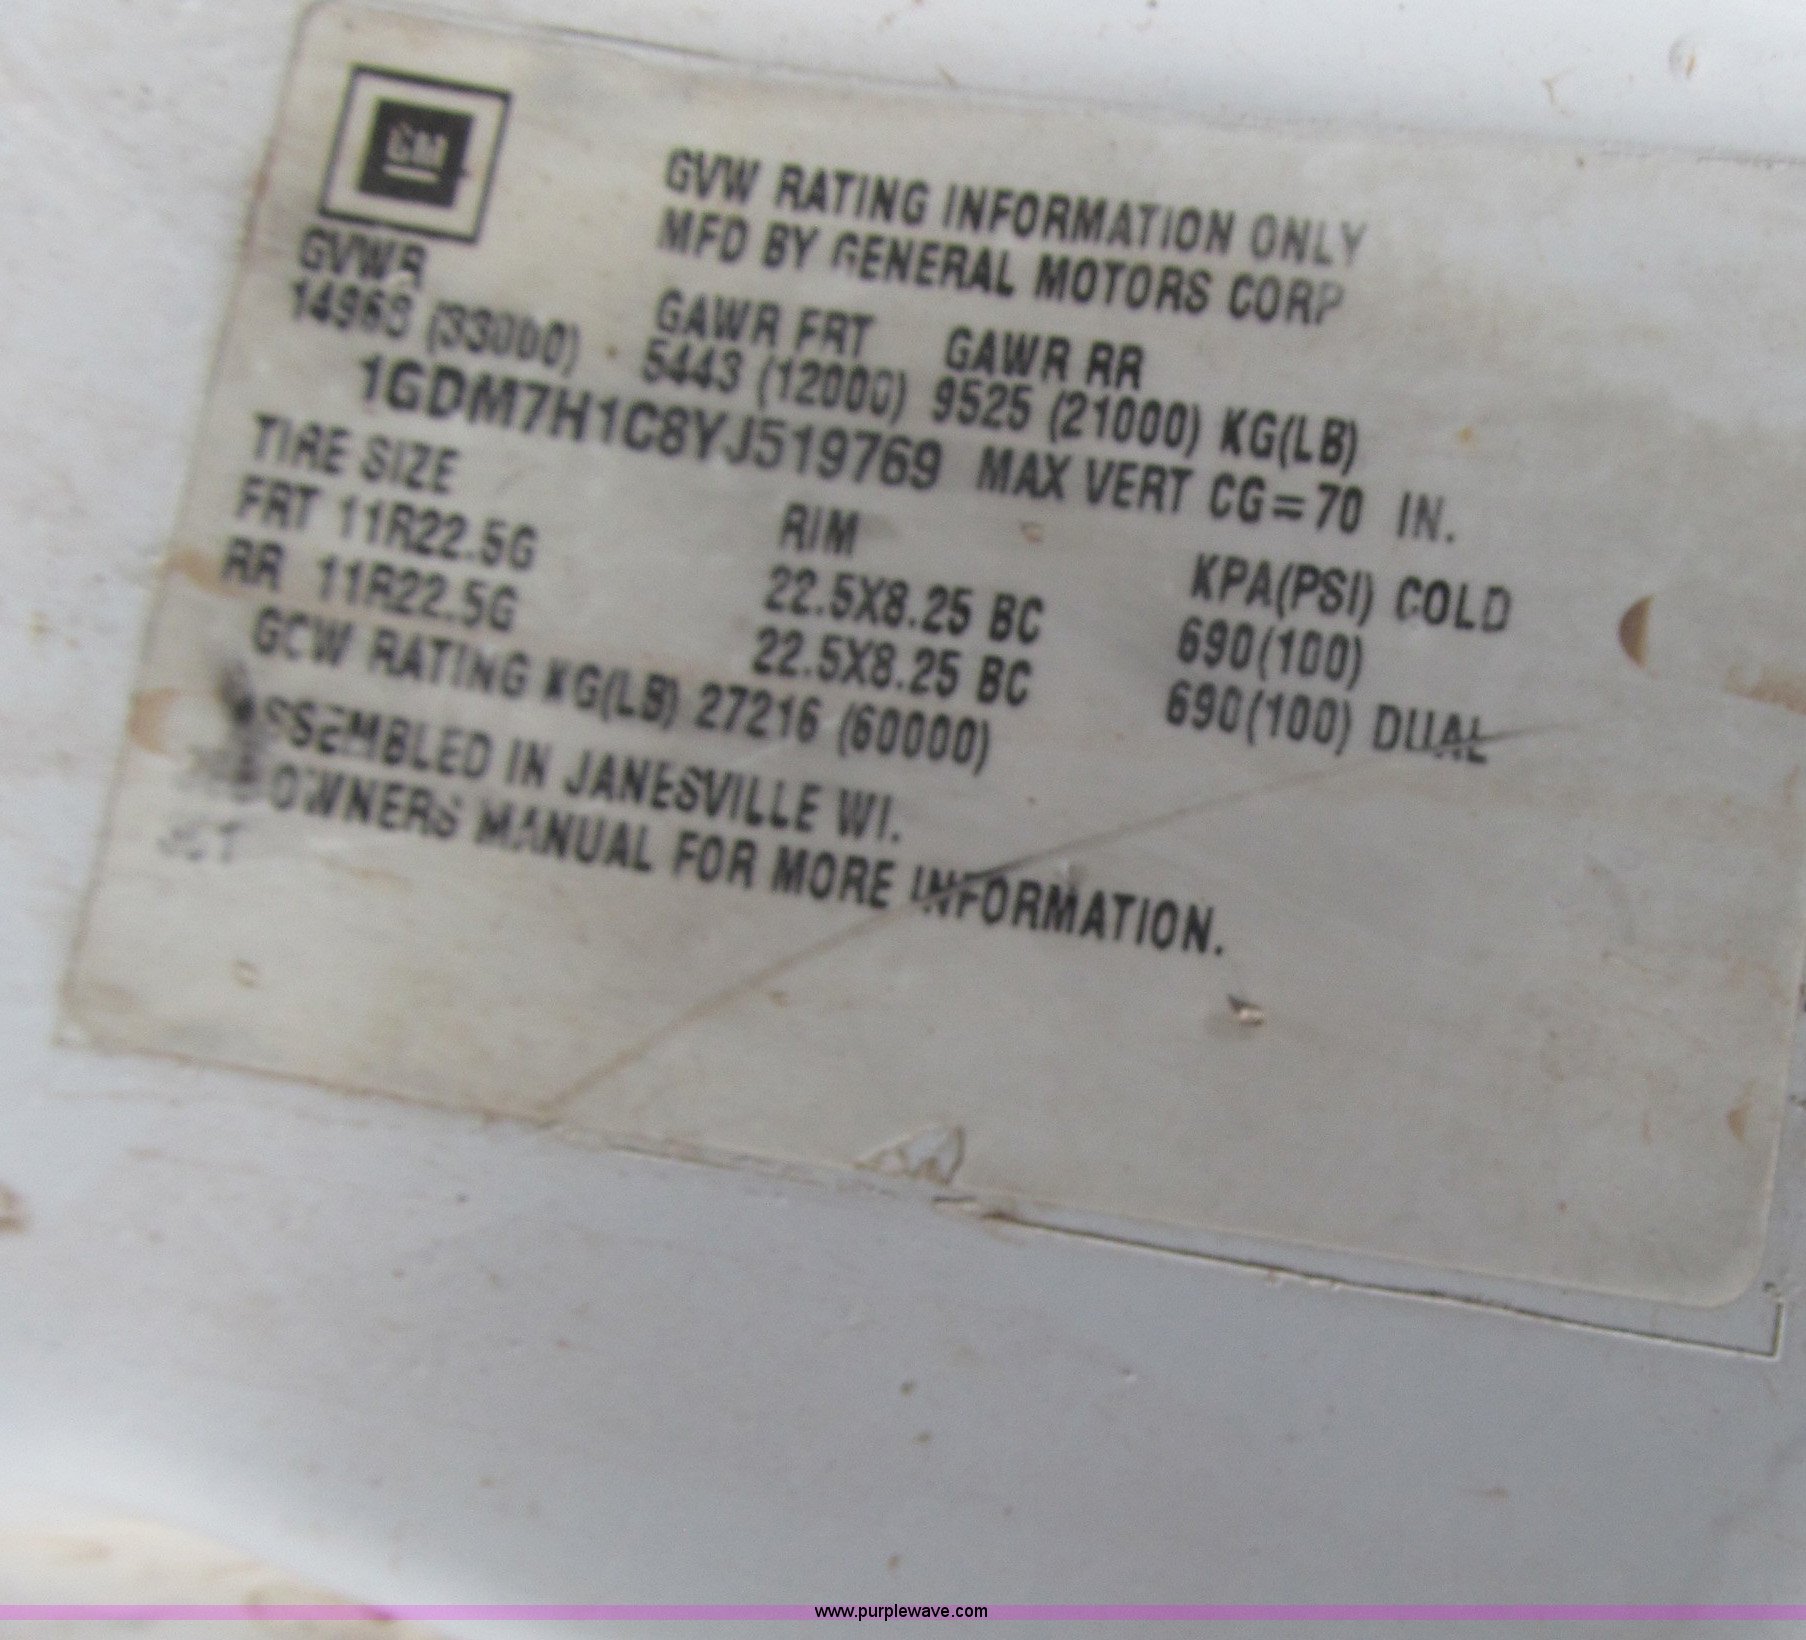 GM
GVW RATING INFORMATION ONLY
MFD BY GENERAL MOTORS CORP
GVWR GAWR FRT GAWR RR
14968 (33000) 5443 (12000) 9525 (21000) KG(LB)
1GDM7H1C8YJ519769 MAX VERT CG=70 IN.
TIRE SIZE RIM KPA(PSI) COLD
FRT 11R22.5G 22.5X8.25 BC 690(100)
RR 11R22.5G 22.5X8.25 BC 690(100) DUAL
GCW RATING KG(LB) 27216 (60000)
ASSEMBLED IN JANESVILLE WI.
OWNERS MANUAL FOR MORE INFORMATION.
www.purplewave.com